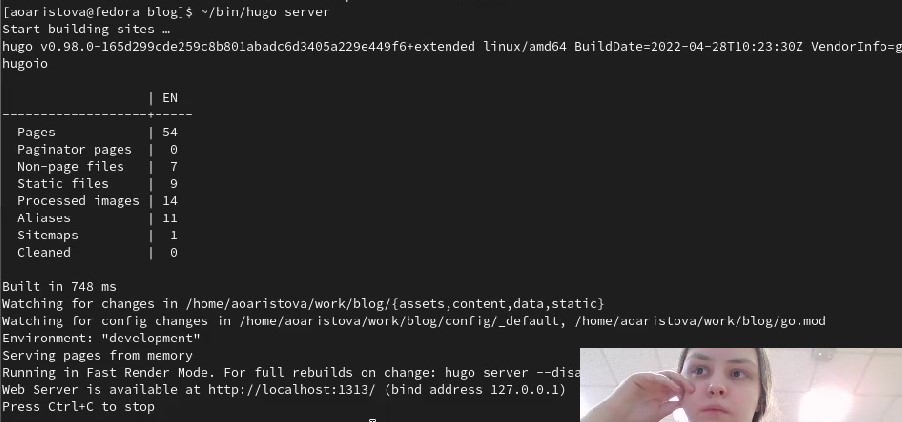 [aoaristova@fedora blog]$ ~/bin/hugo server
Start building sites …
hugo v0.98.0-165d299cde259c8b801abadc6d3405a229e449f6+extended linux/amd64 BuildDate=2022-04-28T10:23:30Z VendorInfo=g
hugoio
| EN
-------------------+-----
Pages | 54
Paginator pages | 0
Non-page files | 7
Static files | 9
Processed images | 14
Aliases | 11
Sitemaps | 1
Cleaned | 0
Built in 748 ms
Watching for changes in /home/aoaristova/work/blog/{assets,content,data,static}
Watching for config changes in /home/aoaristova/work/blog/config/_default, /home/aoaristova/work/blog/go.mod
Environment: "development"
Serving pages from memory
Running in Fast Render Mode. For full rebuilds on change: hugo server --disa
Web Server is available at http://localhost:1313/ (bind address 127.0.0.1)
Press Ctrl+C to stop